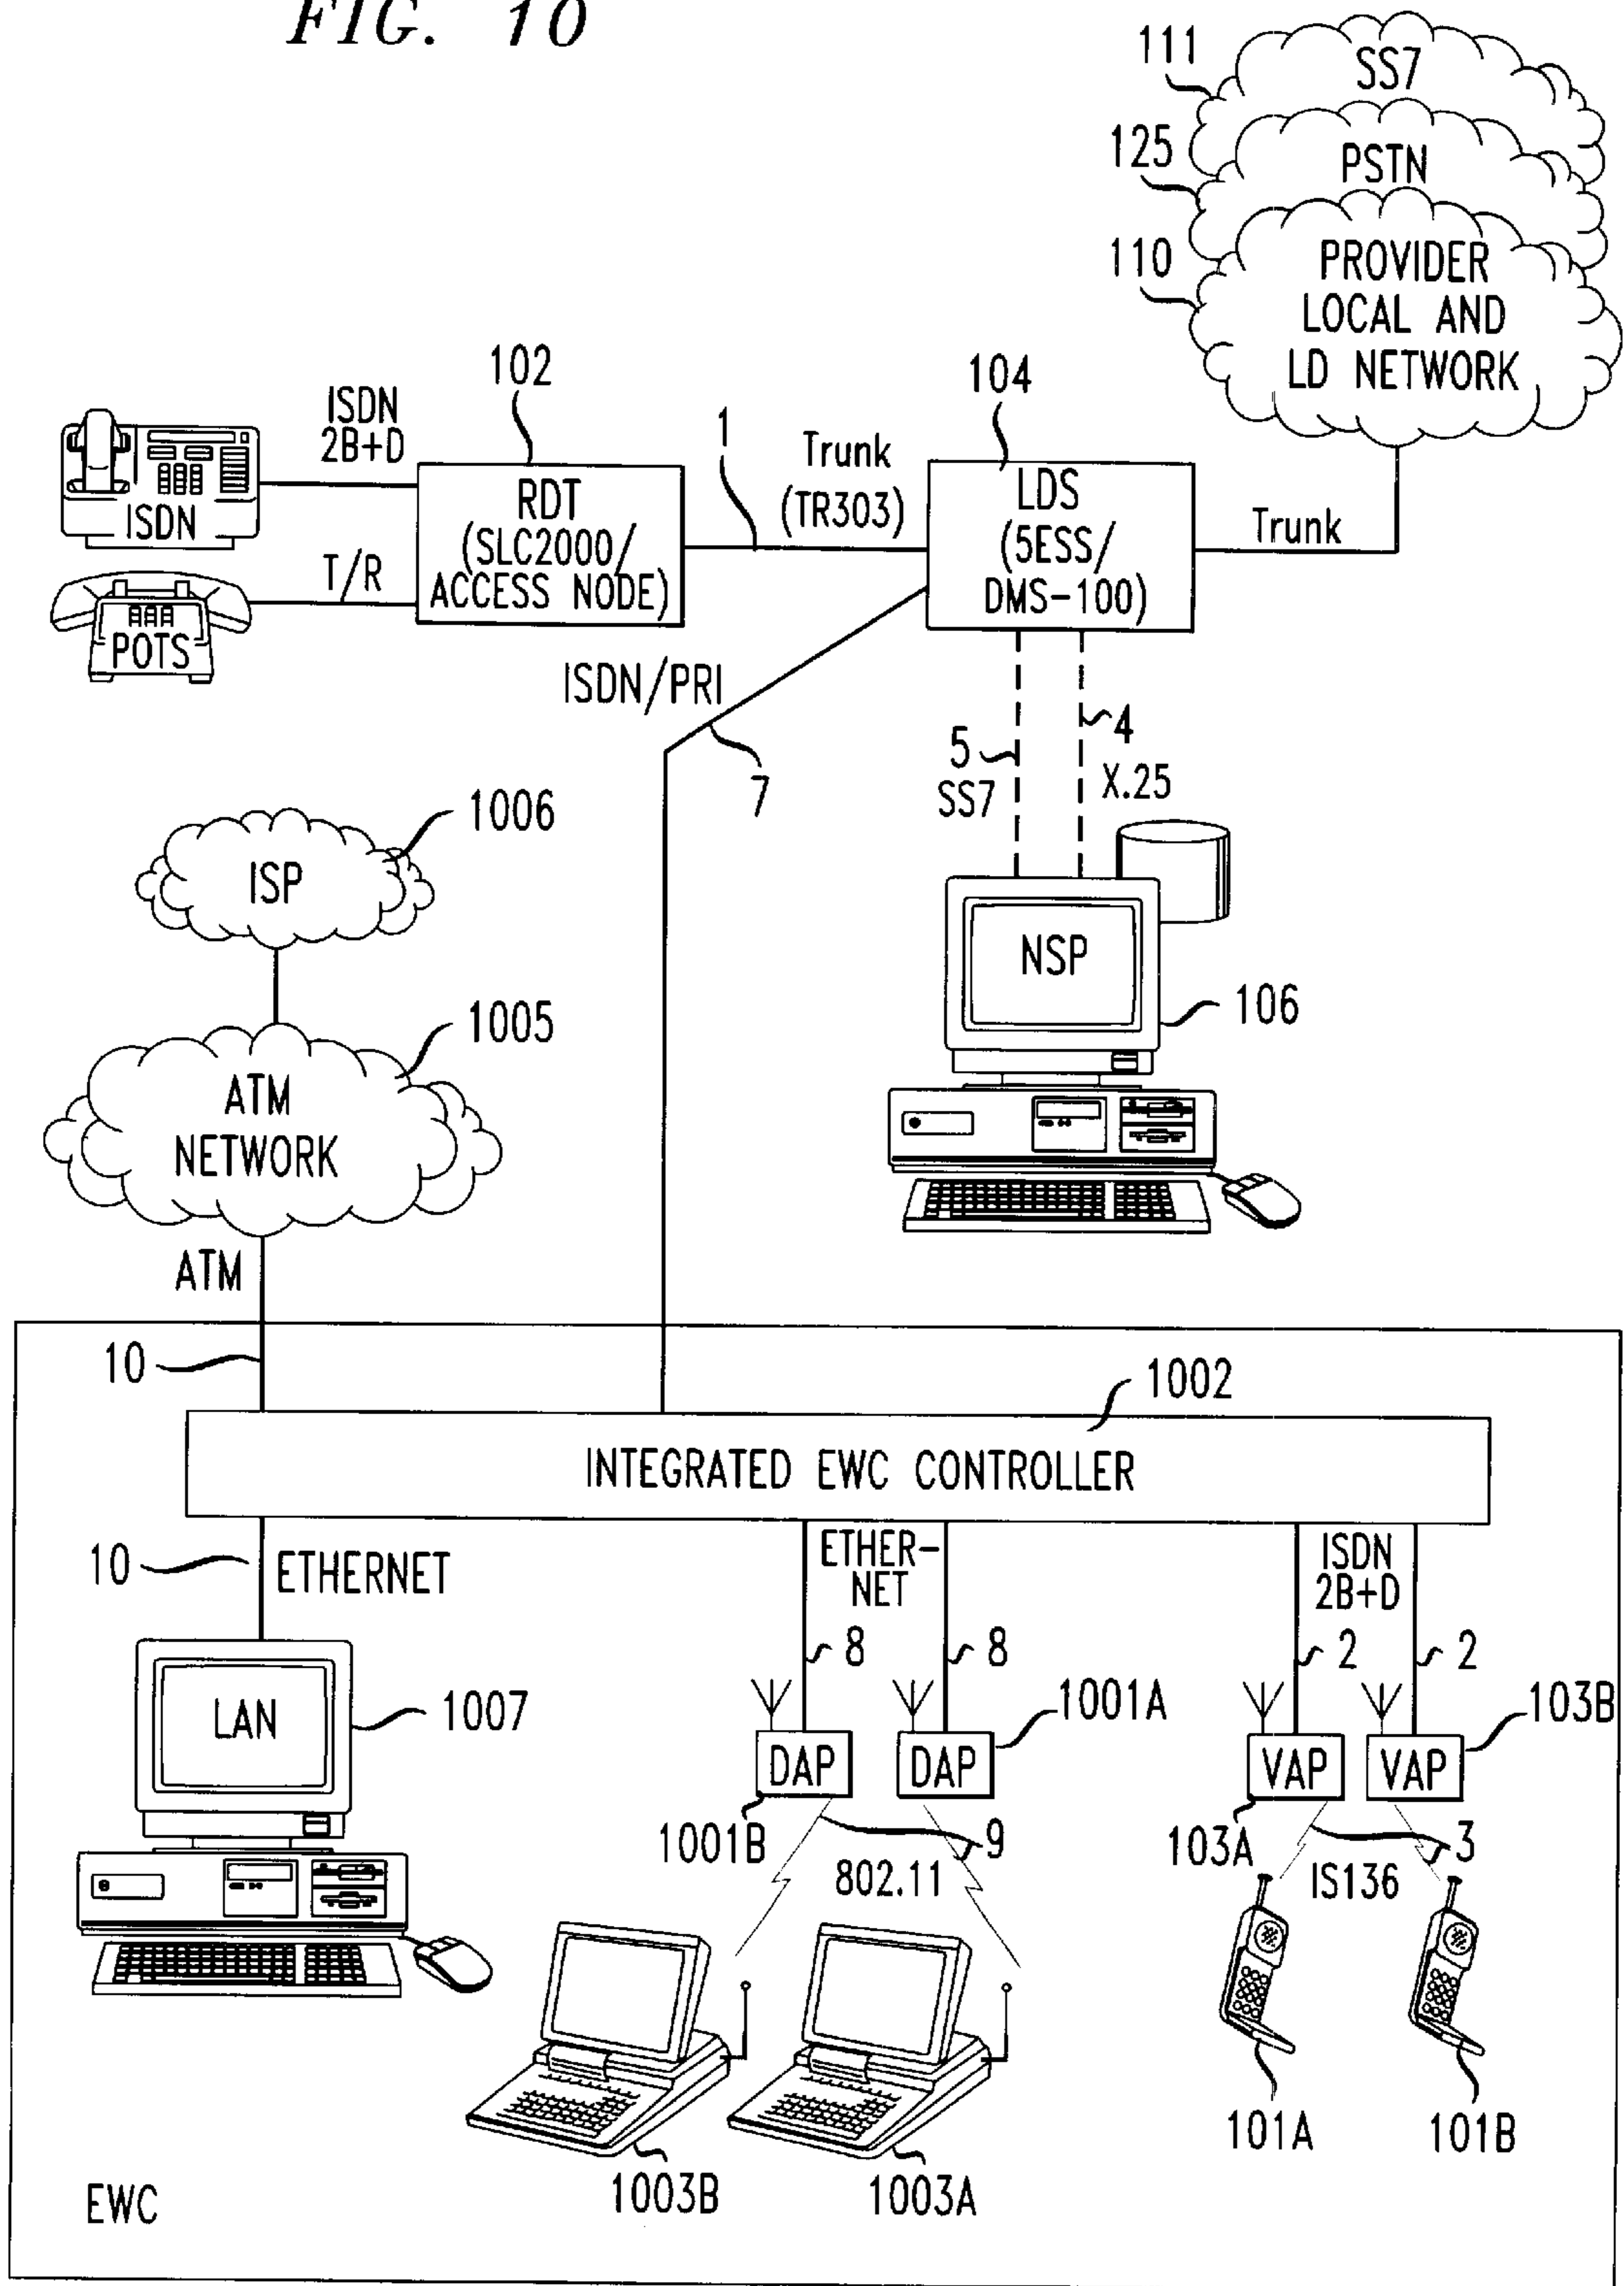 FIG. 10
111
SS7
125
PSTN
110
PROVIDER
LOCAL AND
LD NETWORK
102
104
ISDN
2B+D
1
Trunk
(TR303)
ISDN
RDT
(SLC2000/
ACCESS NODE)
LDS
(5ESS/
DMS-100)
Trunk
T/R
POTS
ISDN/PRI
7
5
SS7
4
X.25
1006
ISP
NSP
106
1005
ATM
NETWORK
ATM
10
1002
INTEGRATED EWC CONTROLLER
10
ETHERNET
ETHER-
NET
ISDN
2B+D
8
8
2
2
LAN
1007
1001A
103B
DAP
DAP
VAP
VAP
1001B
9
103A
3
802.11
IS136
101A
101B
1003B
1003A
EWC